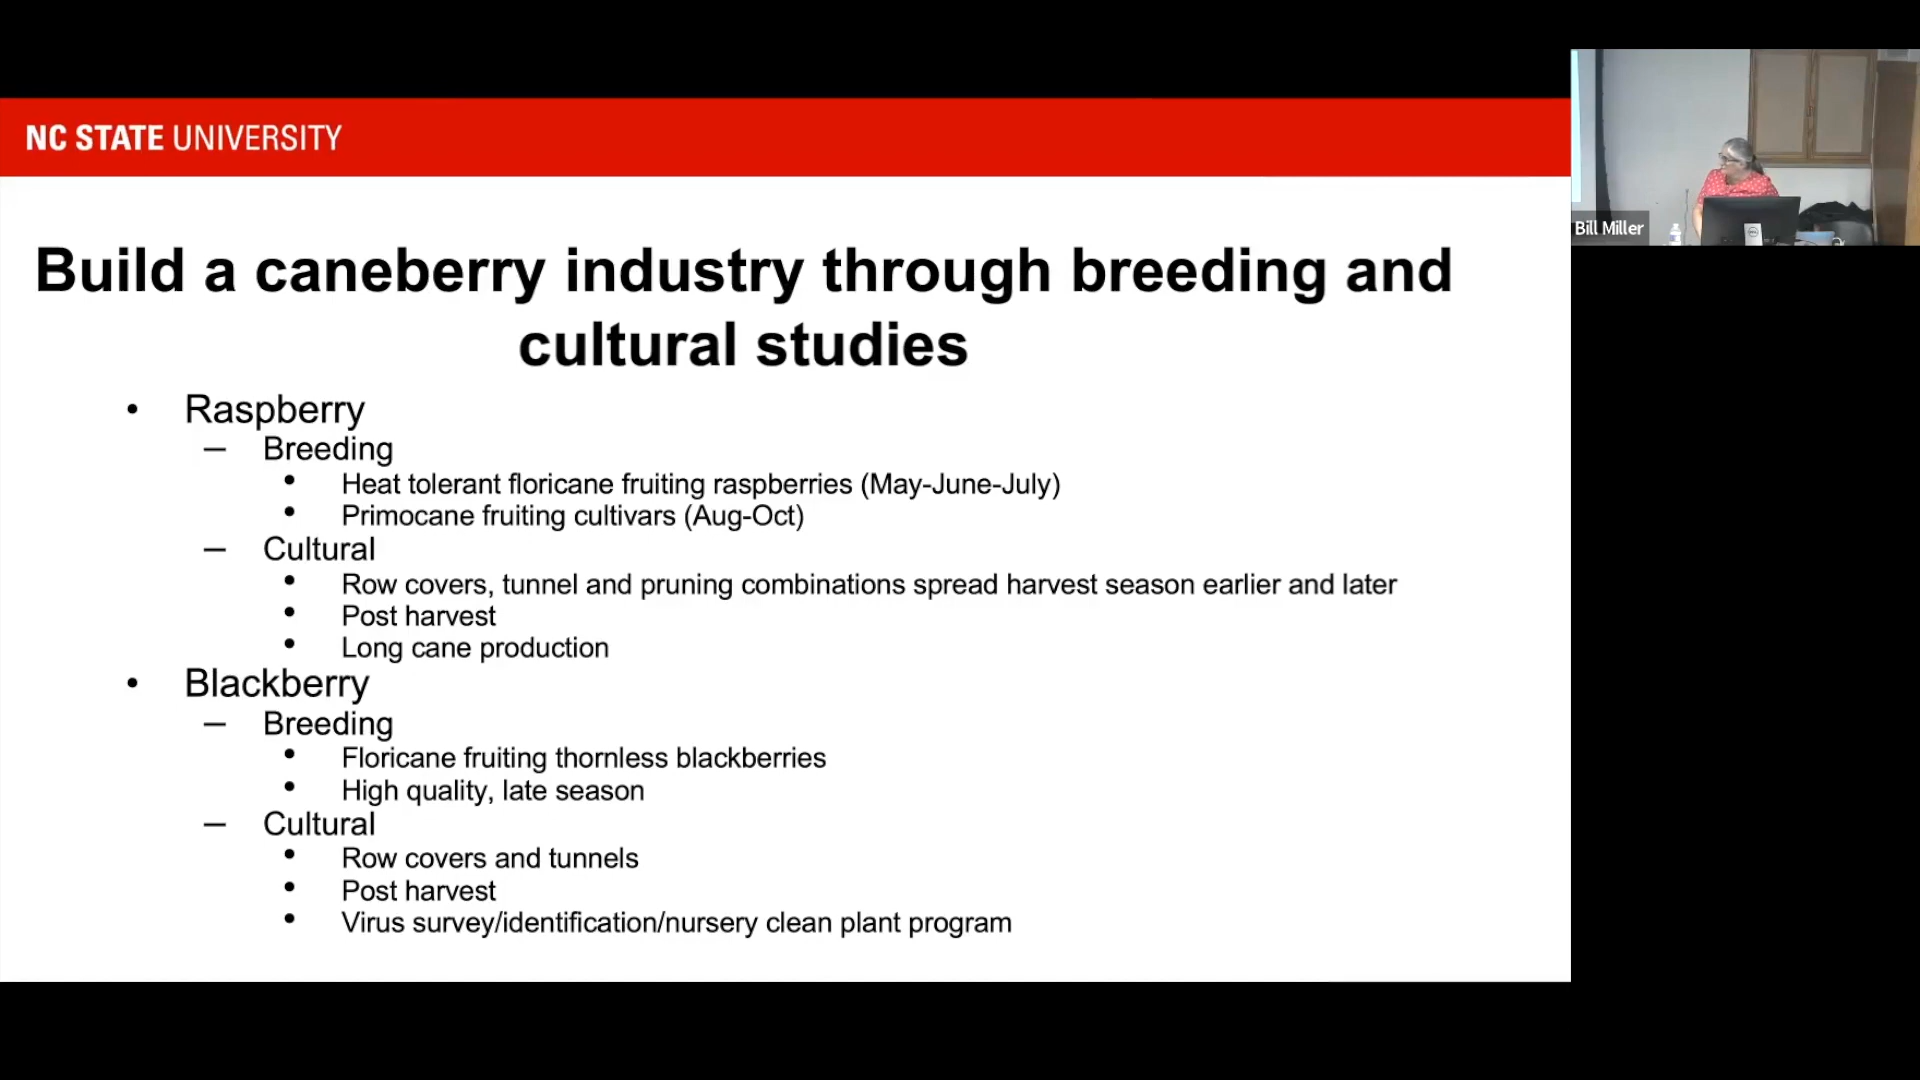 NC STATE UNIVERSITY
Bill Miller
Build a caneberry industry through breeding and
cultural studies
• Raspberry
– Breeding
• Heat tolerant floricane fruiting raspberries (May-June-July)
• Primocane fruiting cultivars (Aug-Oct)
– Cultural
• Row covers, tunnel and pruning combinations spread harvest season earlier and later
• Post harvest
• Long cane production
• Blackberry
– Breeding
• Floricane fruiting thornless blackberries
• High quality, late season
– Cultural
• Row covers and tunnels
• Post harvest
• Virus survey/identification/nursery clean plant program